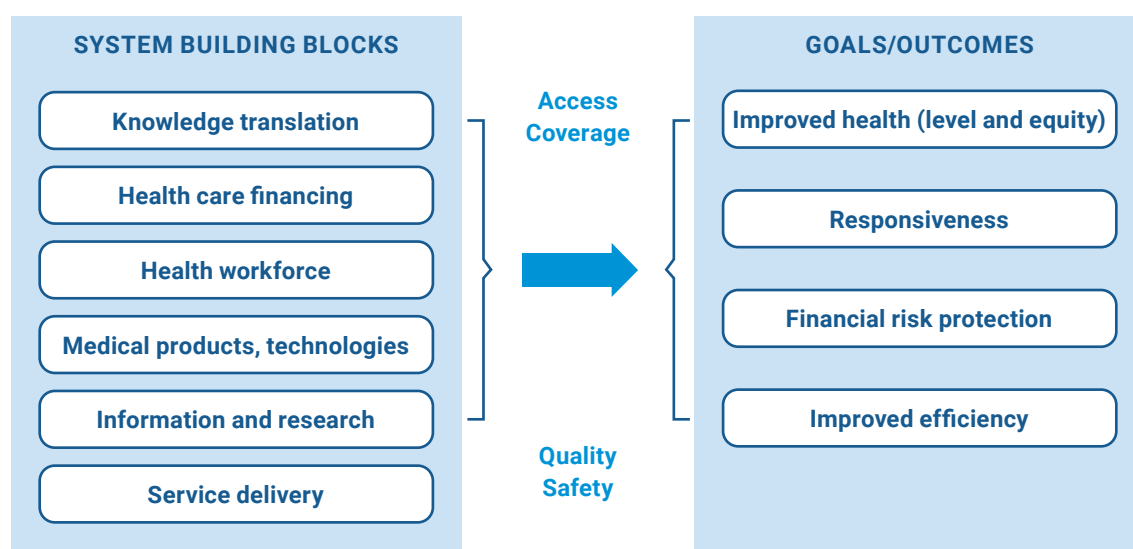 SYSTEM BUILDING BLOCKS
Knowledge translation
Health care financing
Health workforce
Medical products, technologies
Information and research
Service delivery
Access
Coverage
Quality
Safety
GOALS/OUTCOMES
Improved health (level and equity)
Responsiveness
Financial risk protection
Improved efficiency